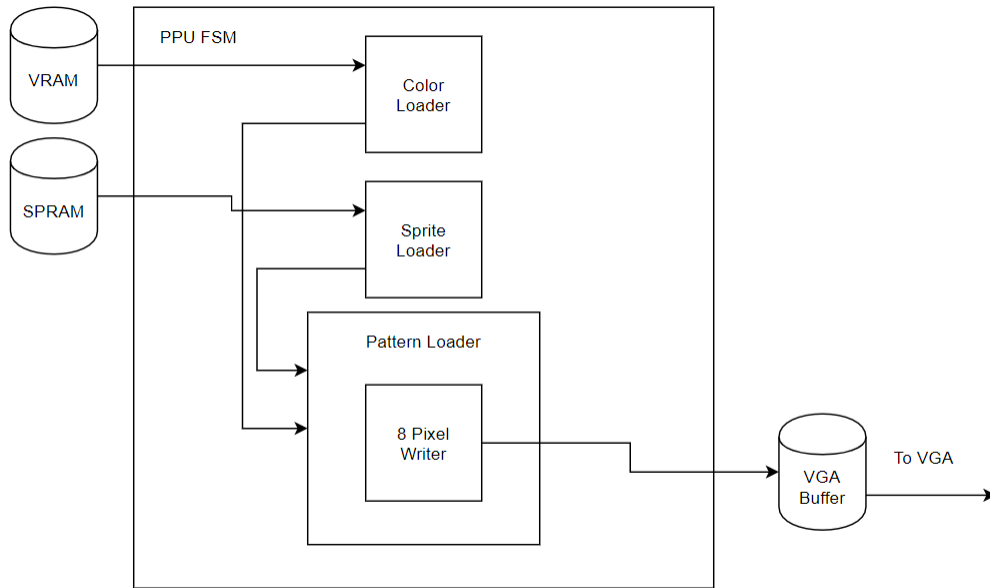 PPU FSM
VRAM
Color
Loader
SPRAM
Sprite
Loader
Pattern Loader
8 Pixel
Writer
VGA
Buffer
To VGA